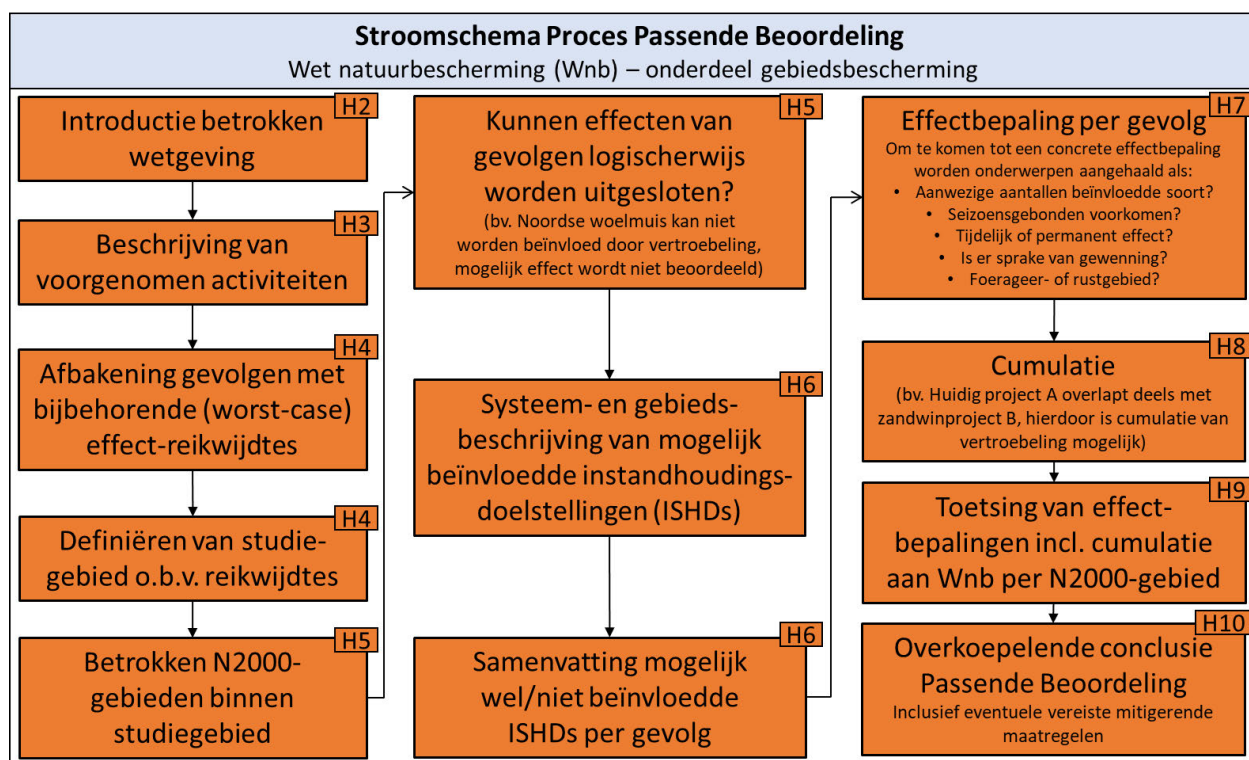 Stroomschema Proces Passende Beoordeling
Wet natuurbescherming (Wnb) – onderdeel gebiedsbescherming
H2
Introductie betrokken
wetgeving
H3
Beschrijving van
voorgenomen activiteiten
H4
Afbakening gevolgen met
bijbehorende (worst-case)
effect-reikwijdtes
H4
Definiëren van studie-
gebied o.b.v. reikwijdtes
H5
Betrokken N2000-
gebieden binnen
studiegebied
H5
Kunnen effecten van
gevolgen logischerwijs
worden uitgesloten?
(bv. Noordse woelmuis kan niet
worden beïnvloed door vertroebeling,
mogelijk effect wordt niet beoordeeld)
H6
Systeem- en gebieds-
beschrijving van mogelijk
beïnvloedde instandhoudings-
doelstellingen (ISHDs)
H6
Samenvatting mogelijk
wel/niet beïnvloedde
ISHDs per gevolg
H7
Effectbepaling per gevolg
Om te komen tot een concrete effectbepaling
worden onderwerpen aangehaald als:
• Aanwezige aantallen beïnvloedde soort?
• Seizoensgebonden voorkomen?
• Tijdelijk of permanent effect?
• Is er sprake van gewenning?
• Foerageer- of rustgebied?
H8
Cumulatie
(bv. Huidig project A overlapt deels met
zandwinproject B, hierdoor is cumulatie van
vertroebeling mogelijk)
H9
Toetsing van effect-
bepalingen incl. cumulatie
aan Wnb per N2000-gebied
H10
Overkoepelende conclusie
Passende Beoordeling
Inclusief eventuele vereiste mitigerende
maatregelen